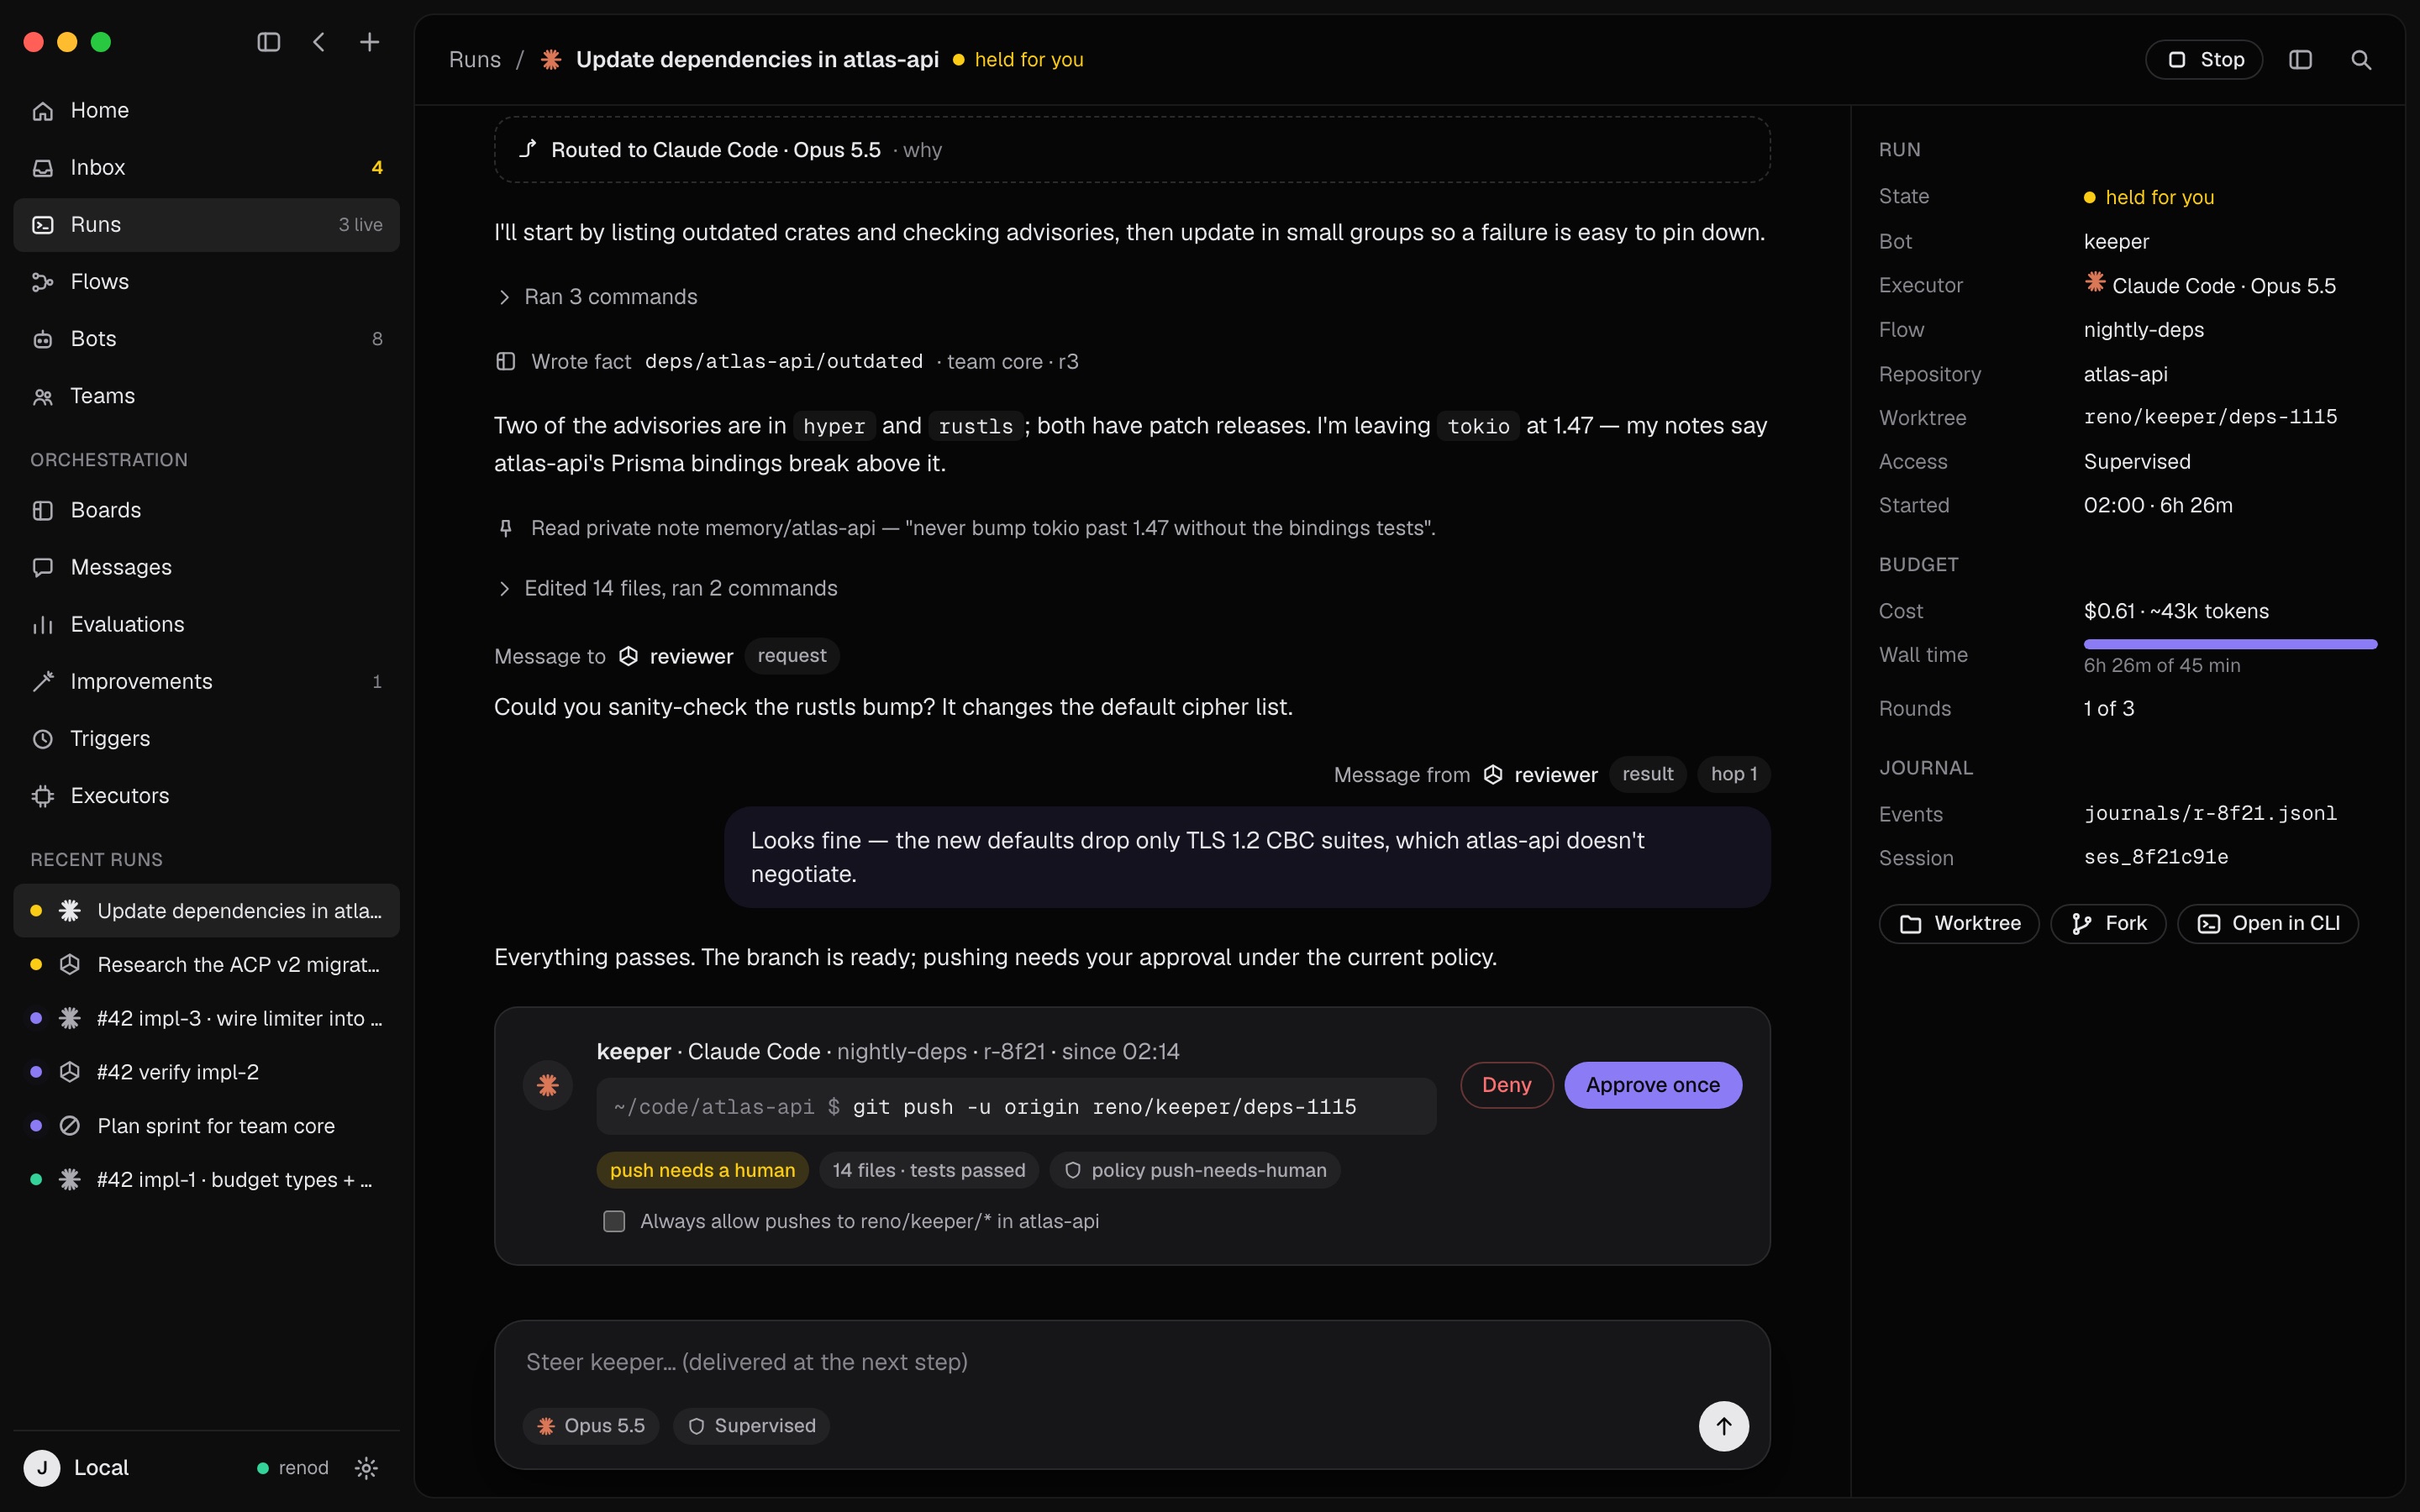 Home
Inbox 4
Runs 3 live
Flows
Bots 8
Teams
ORCHESTRATION
Boards
Messages
Evaluations
Improvements 1
Triggers
Executors
RECENT RUNS
Update dependencies in atla...
Research the ACP v2 migrat...
#42 impl-3 · wire limiter into ...
#42 verify impl-2
Plan sprint for team core
#42 impl-1 · budget types + ...
J Local renod
Runs / Update dependencies in atlas-api held for you
Stop
Routed to Claude Code · Opus 5.5 · why
I'll start by listing outdated crates and checking advisories, then update in small groups so a failure is easy to pin down.
Ran 3 commands
Wrote fact deps/atlas-api/outdated · team core · r3
Two of the advisories are in hyper and rustls ; both have patch releases. I'm leaving tokio at 1.47 — my notes say
atlas-api's Prisma bindings break above it.
Read private note memory/atlas-api — "never bump tokio past 1.47 without the bindings tests".
Edited 14 files, ran 2 commands
Message to reviewer request
Could you sanity-check the rustls bump? It changes the default cipher list.
Message from reviewer result hop 1
Looks fine — the new defaults drop only TLS 1.2 CBC suites, which atlas-api doesn't
negotiate.
Everything passes. The branch is ready; pushing needs your approval under the current policy.
keeper · Claude Code · nightly-deps · r-8f21 · since 02:14
~/code/atlas-api $ git push -u origin reno/keeper/deps-1115
Deny Approve once
push needs a human 14 files · tests passed policy push-needs-human
Always allow pushes to reno/keeper/* in atlas-api
Steer keeper... (delivered at the next step)
Opus 5.5 Supervised
RUN
State held for you
Bot keeper
Executor Claude Code · Opus 5.5
Flow nightly-deps
Repository atlas-api
Worktree reno/keeper/deps-1115
Access Supervised
Started 02:00 · 6h 26m
BUDGET
Cost $0.61 · ~43k tokens
Wall time 6h 26m of 45 min
Rounds 1 of 3
JOURNAL
Events journals/r-8f21.jsonl
Session ses_8f21c91e
Worktree Fork Open in CLI